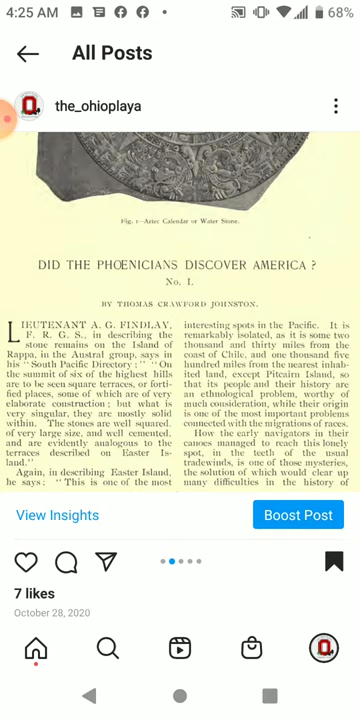 4:25 AM
68%
All Posts
the_ohioplaya
Fig. 1—Aztec Calendar or Water Stone.
DID THE PHOENICIANS DISCOVER AMERICA?
No. I.
BY THOMAS CRAWFORD JOHNSTON.
LIEUTENANT A. G. FINDLAY,
F. R. G. S., in describing the
stone remains on the Island of
Rappa, in the Austral group, says in
his "South Pacific Directory:" "On
the summit of six of the highest hills
are to be seen square terraces, or forti-
fied places, some of which are of very
elaborate construction; but what is
very singular, they are mostly solid
within. The stones are well squared,
of very large size, and well cemented,
and are evidently analogous to the
terraces described on Easter Is-
land."
Again, in describing Easter Island,
he says: "This is one of the most
interesting spots in the Pacific. It is
remarkably isolated, as it is some two
thousand and thirty miles from the
coast of Chile, and one thousand five
hundred miles from the nearest inhab-
ited land, except Pitcairn Island, so
that its people and their history are
an ethnological problem, worthy of
much consideration, while their origin
is one of the most important problems
connected with the migrations of races.
How the early navigators in their
canoes managed to reach this lonely
spot, in the teeth of the usual
tradewinds, is one of those mysteries,
the solution of which would clear up
many difficulties in the history of
View Insights
Boost Post
7 likes
October 28, 2020